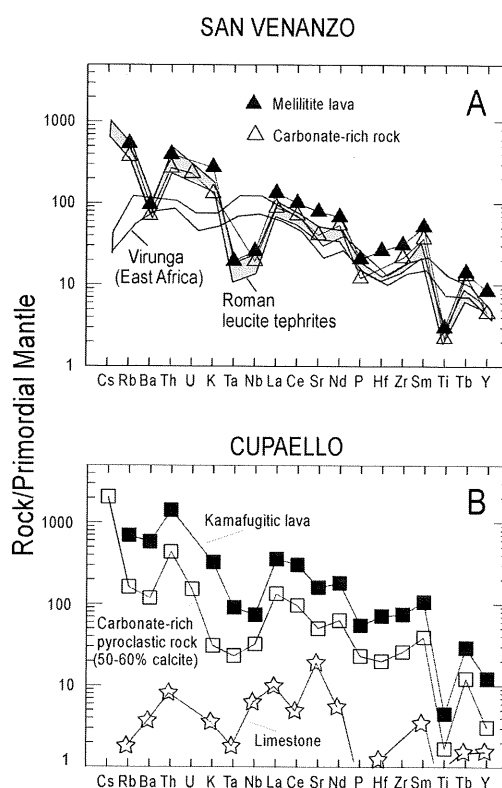 SAN VENANZO
A
1000
100
10
1
Melilitite lava
Carbonate-rich rock
Virunga
(East Africa)
Roman
leucite tephrites
Cs Rb Ba Th U K Ta Nb La Ce Sr Nd P Hf Zr Sm Ti Tb Y
Rock/Primordial Mantle
CUPAELLO
B
1000
100
10
1
Kamafugitic lava
Carbonate-rich
pyroclastic rock
(50-60% calcite)
Limestone
Cs Rb Ba Th U K Ta Nb La Ce Sr Nd P Hf Zr Sm Ti Tb Y